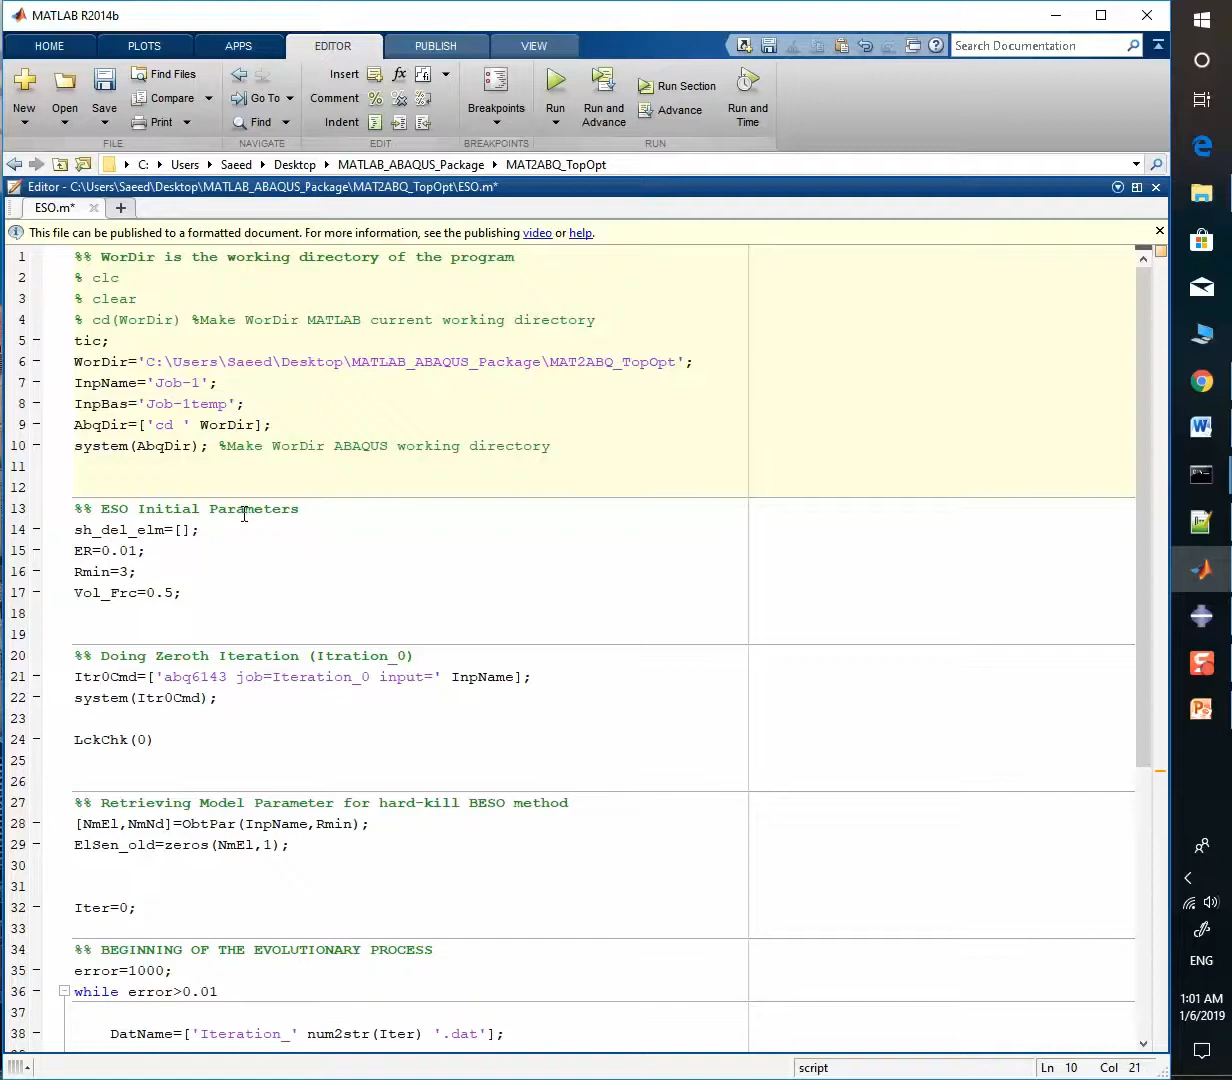 MATLAB R2014b
HOME PLOTS APPS EDITOR PUBLISH VIEW Search Documentation
New Open Save Find Files Compare Print
Go To Find
Insert fx
Comment
Indent
Breakpoints
Run Run and Advance Run Section Advance Run and Time
FILE NAVIGATE EDIT BREAKPOINTS RUN
C: Users Saeed Desktop MATLAB_ABAQUS_Package MAT2ABQ_TopOpt
Editor - C:\Users\Saeed\Desktop\MATLAB_ABAQUS_Package\MAT2ABQ_TopOpt\ESO.m*
ESO.m*
This file can be published to a formatted document. For more information, see the publishing video or help.
1 %% WorDir is the working directory of the program
2 % clc
3 % clear
4 % cd(WorDir) %Make WorDir MATLAB current working directory
5 tic;
6 WorDir='C:\Users\Saeed\Desktop\MATLAB_ABAQUS_Package\MAT2ABQ_TopOpt';
7 InpName='Job-1';
8 InpBas='Job-1temp';
9 AbqDir=['cd ' WorDir];
10 system(AbqDir); %Make WorDir ABAQUS working directory
11
12
13 %% ESO Initial Parameters
14 sh_del_elm=[];
15 ER=0.01;
16 Rmin=3;
17 Vol_Frc=0.5;
18
19
20 %% Doing Zeroth Iteration (Itration_0)
21 Itr0Cmd=['abq6143 job=Iteration_0 input=' InpName];
22 system(Itr0Cmd);
23
24 LckChk(0)
25
26
27 %% Retrieving Model Parameter for hard-kill BESO method
28 [NmEl,NmNd]=ObtPar(InpName,Rmin);
29 ElSen_old=zeros(NmEl,1);
30
31
32 Iter=0;
33
34 %% BEGINNING OF THE EVOLUTIONARY PROCESS
35 error=1000;
36 while error>0.01
37
38 DatName=['Iteration_' num2str(Iter) '.dat'];
script Ln 10 Col 21
ENG
1:01 AM
1/6/2019